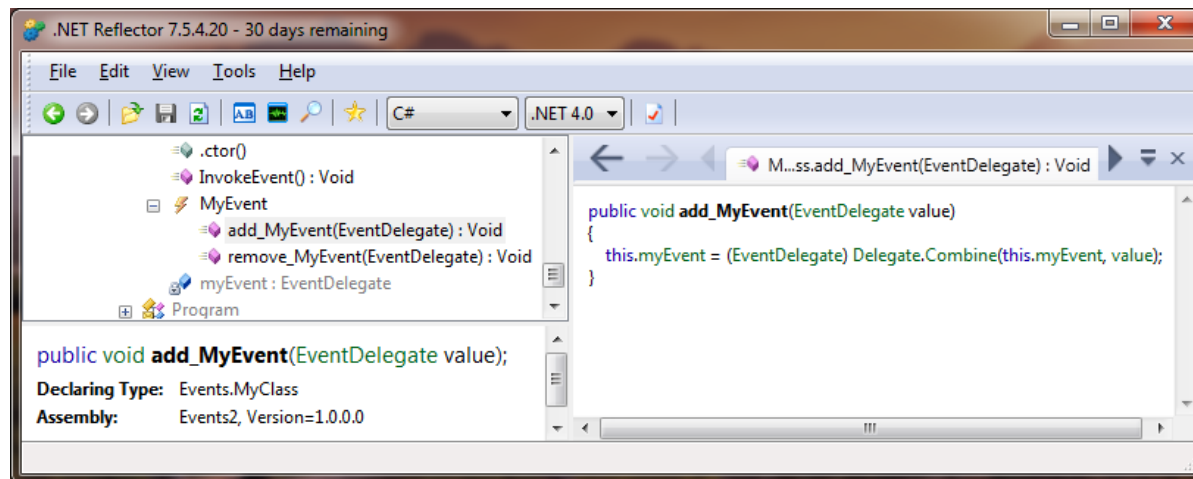 .NET Reflector 7.5.4.20 - 30 days remaining
File Edit View Tools Help
C# .NET 4.0
.ctor()
InvokeEvent() : Void
MyEvent
add_MyEvent(EventDelegate) : Void
remove_MyEvent(EventDelegate) : Void
myEvent : EventDelegate
Program
public void add_MyEvent(EventDelegate value);
Declaring Type: Events.MyClass
Assembly: Events2, Version=1.0.0.0
M...ss.add_MyEvent(EventDelegate) : Void
public void add_MyEvent(EventDelegate value)
{
this.myEvent = (EventDelegate) Delegate.Combine(this.myEvent, value);
}